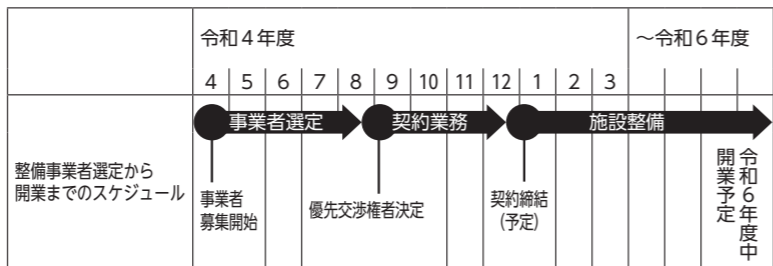 令和４年度
～令和６年度
4 5 6 7 8 9 10 11 12 1 2 3
整備事業者選定から
開業までのスケジュール
事業者選定
契約業務
施設整備
事業者
募集開始
優先交渉権者決定
契約締結
(予定)
令和６年度中
開業予定